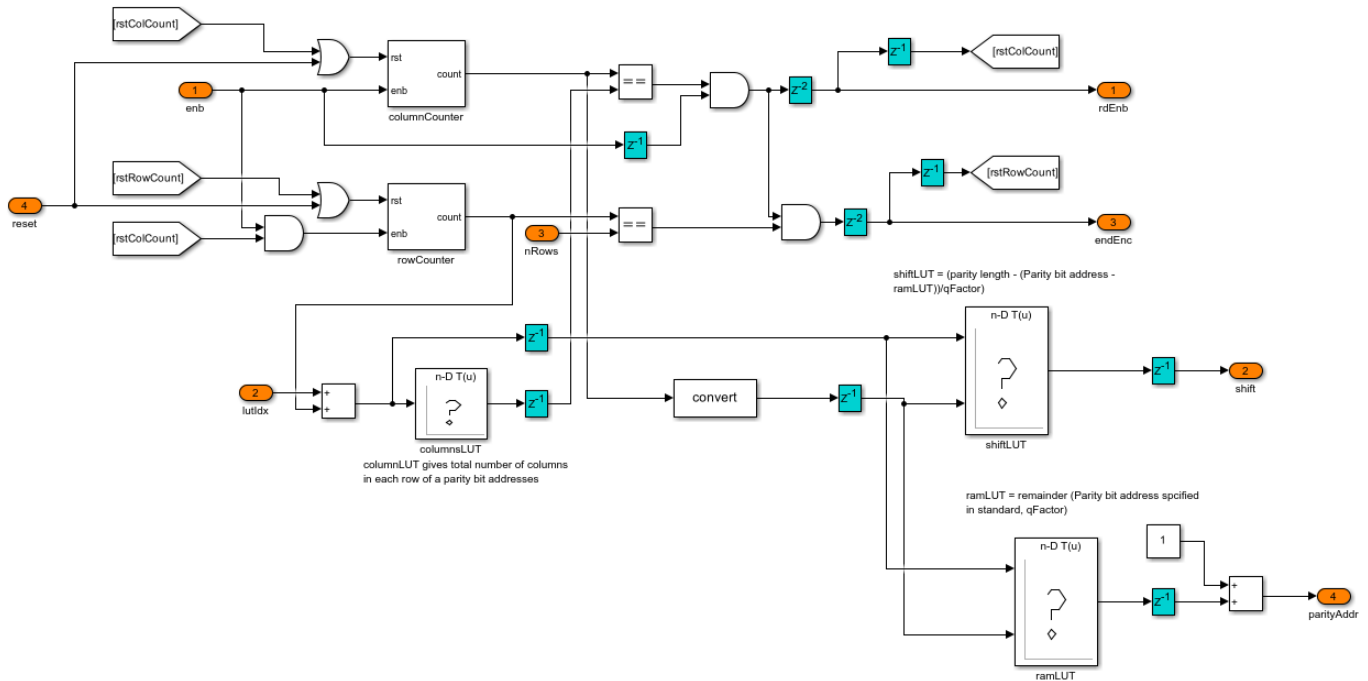 [rstColCount]
[rstColCount]
z-1
rst
count
enb
columnCounter
==
z-2
1
enb
1
rdEnb
z-1
[rstRowCount]
[rstRowCount]
z-1
4
reset
rst
count
enb
rowCounter
[rstColCount]
3
nRows
==
z-2
3
endEnc
shiftLUT = (parity length - (Parity bit address -
ramLUT))/qFactor)
n-D T(u)
shiftLUT
z-1
z-1
2
shift
2
lutIdx
+
+
n-D T(u)
columnsLUT
z-1
convert
z-1
columnLUT gives total number of columns
in each row of a parity bit addresses
ramLUT = remainder (Parity bit address spcified
in standard, qFactor)
n-D T(u)
ramLUT
1
z-1
+
+
4
parityAddr